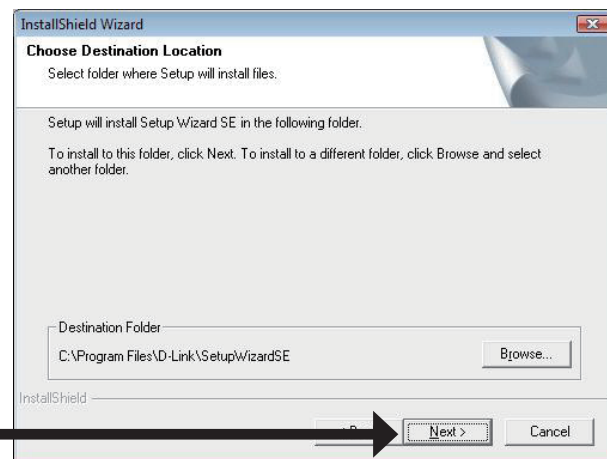 InstallShield Wizard
Choose Destination Location
Select folder where Setup will install files.
Setup will install Setup Wizard SE in the following folder.
To install to this folder, click Next. To install to a different folder, click Browse and select
another folder.
Destination Folder
C:\Program Files\D-Link\SetupWizardSE
Browse...
InstallShield
Next >
Cancel